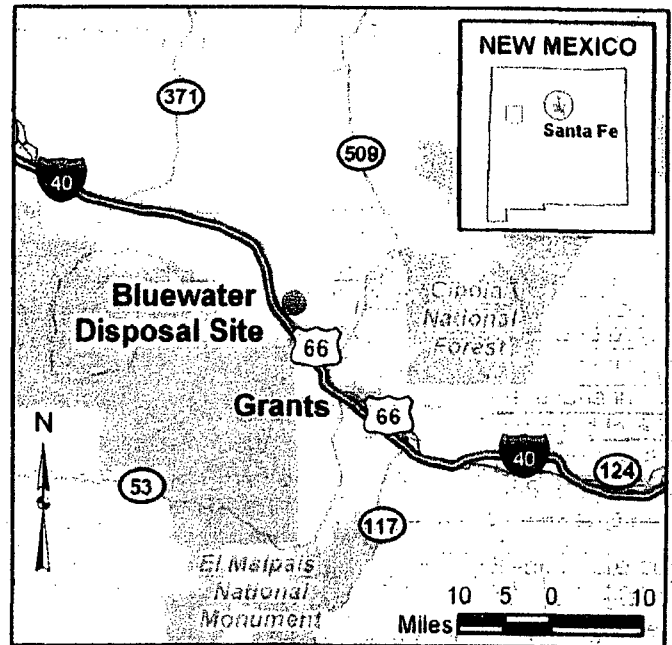 NEW MEXICO
Santa Fe
371
509
40
Bluewater
Disposal Site
Cibola
National
Forest
66
Grants
66
N
40
124
53
117
El Malpais
National
Monument
10 5 0 10
Miles